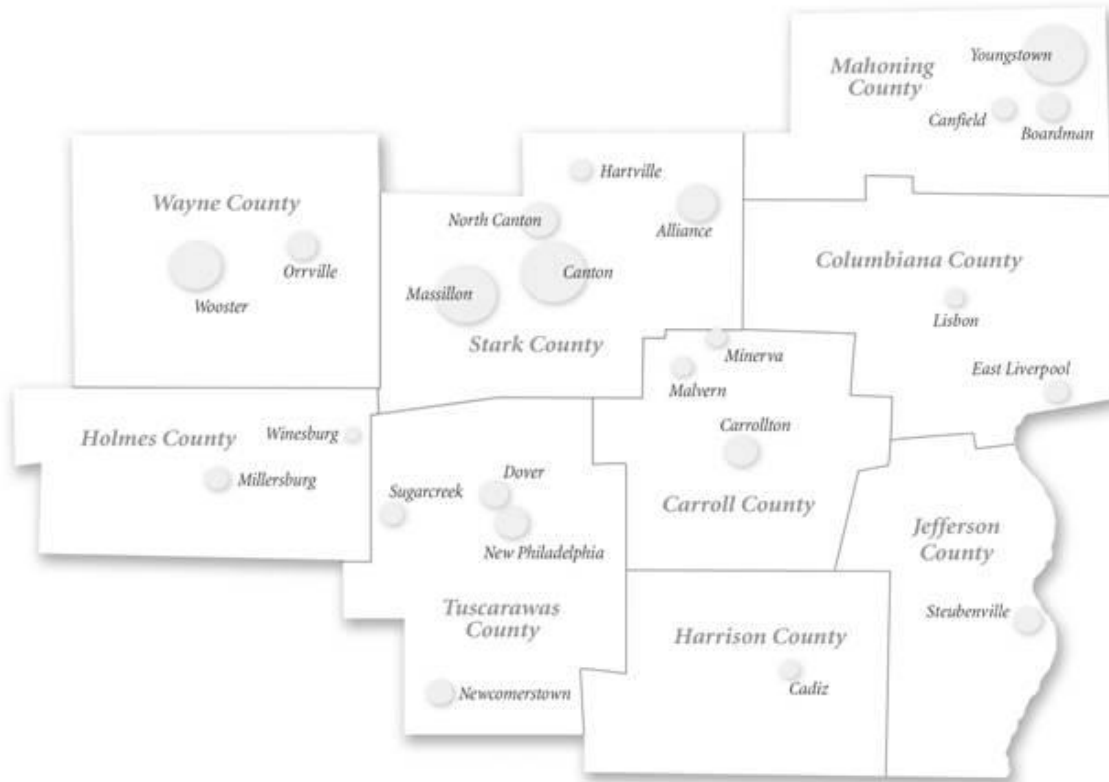 Youngstown
Mahoning
County
Canfield
Boardman
Hartville
Wayne County
North Canton
Alliance
Orrville
Canton
Columbiana County
Massillon
Wooster
Lisbon
Stark County
Minerva
East Liverpool
Malvern
Carrollton
Holmes County
Winesburg
Dover
Millersburg
Sugarcreek
Carroll County
Jefferson
County
New Philadelphia
Tuscarawas
County
Steubenville
Harrison County
Cadiz
Newcomerstown